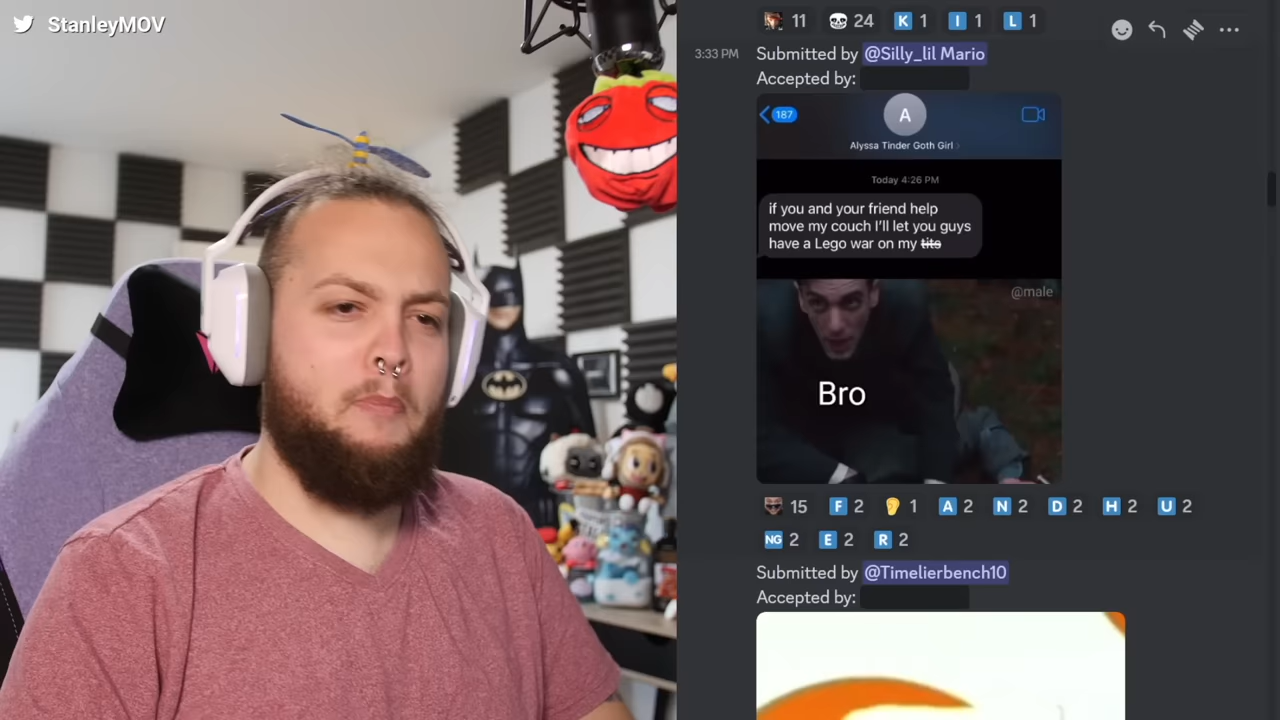 StanleyMOV
11 24 K 1 I 1 L 1
3:33 PM Submitted by @Silly_lil Mario
Accepted by:
187
A
Alyssa Tinder Goth Girl
Today 4:26 PM
if you and your friend help
move my couch I'll let you guys
have a Lego war on my tits
@male
Bro
15 F 2 1 A 2 N 2 D 2 H 2 U 2
NG 2 E 2 R 2
Submitted by @Timelierbench10
Accepted by: